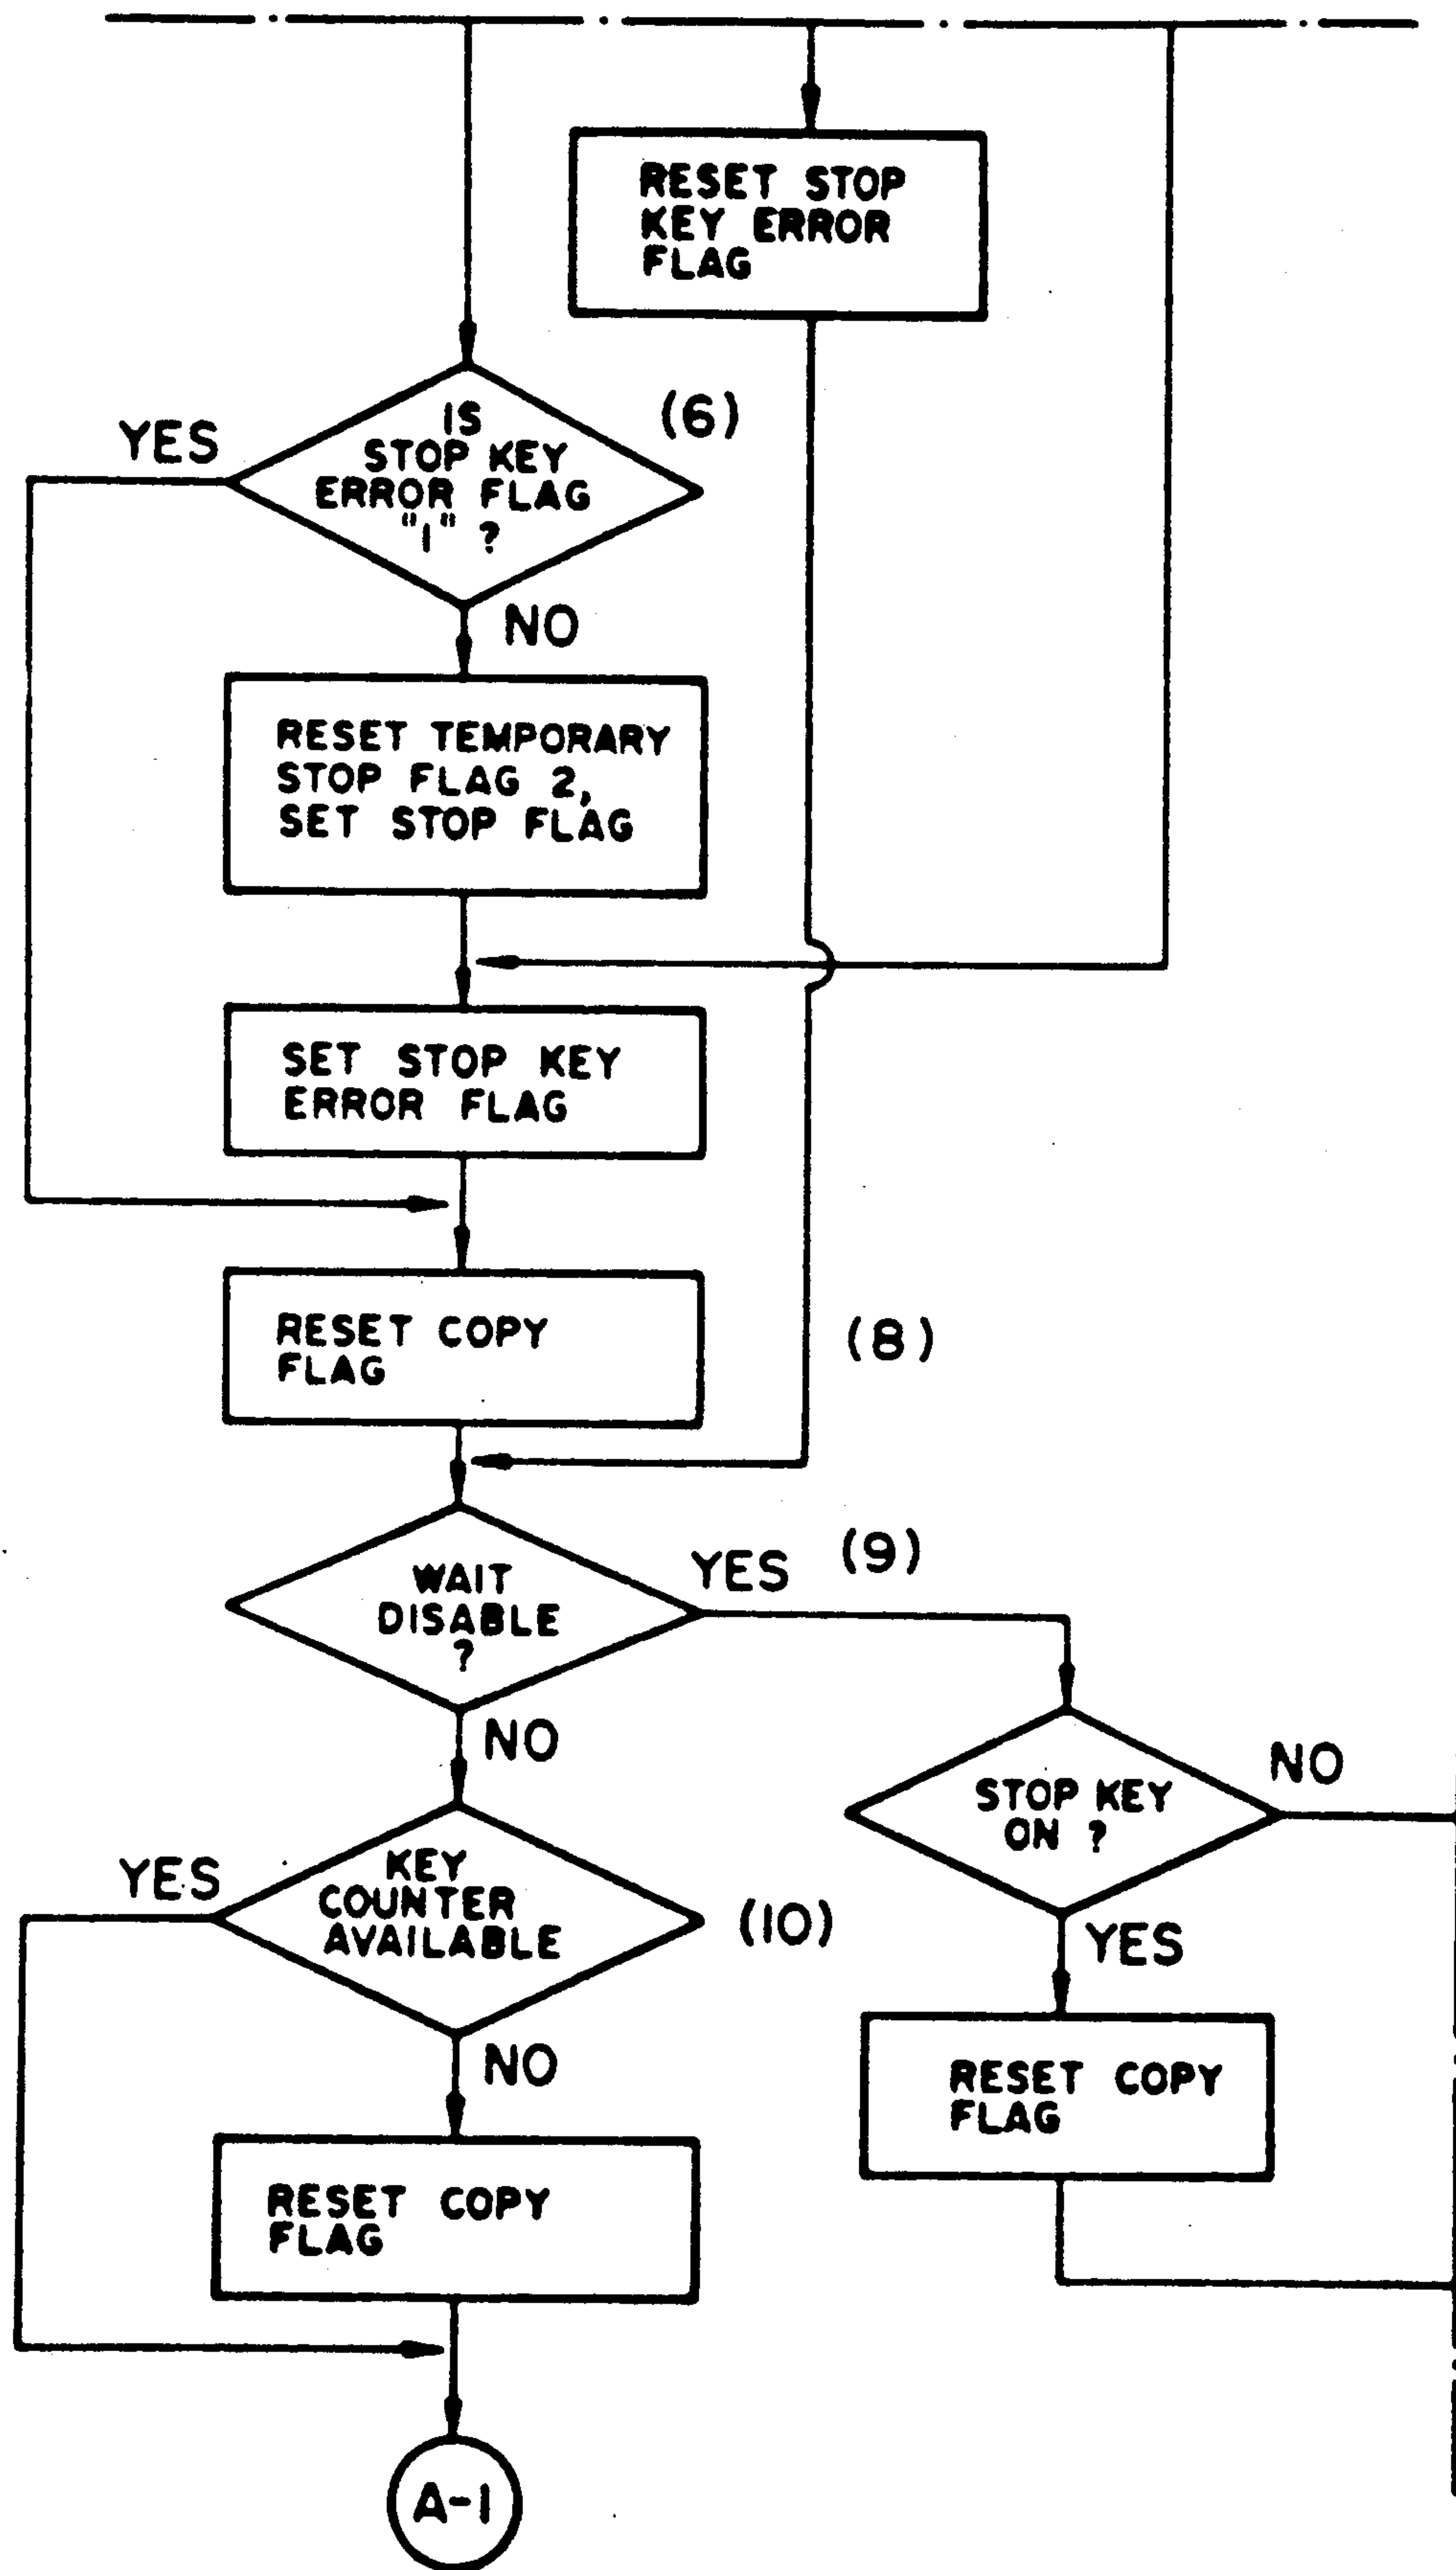 RESET STOP
KEY ERROR
FLAG
(6)
IS
STOP KEY
ERROR FLAG
"1" ?
YES
NO
RESET TEMPORARY
STOP FLAG 2,
SET STOP FLAG
SET STOP KEY
ERROR FLAG
RESET COPY
FLAG
(8)
WAIT
DISABLE
?
YES
(9)
NO
STOP KEY
ON ?
NO
YES
KEY
COUNTER
AVAILABLE
YES
(10)
NO
RESET COPY
FLAG
RESET COPY
FLAG
A-1